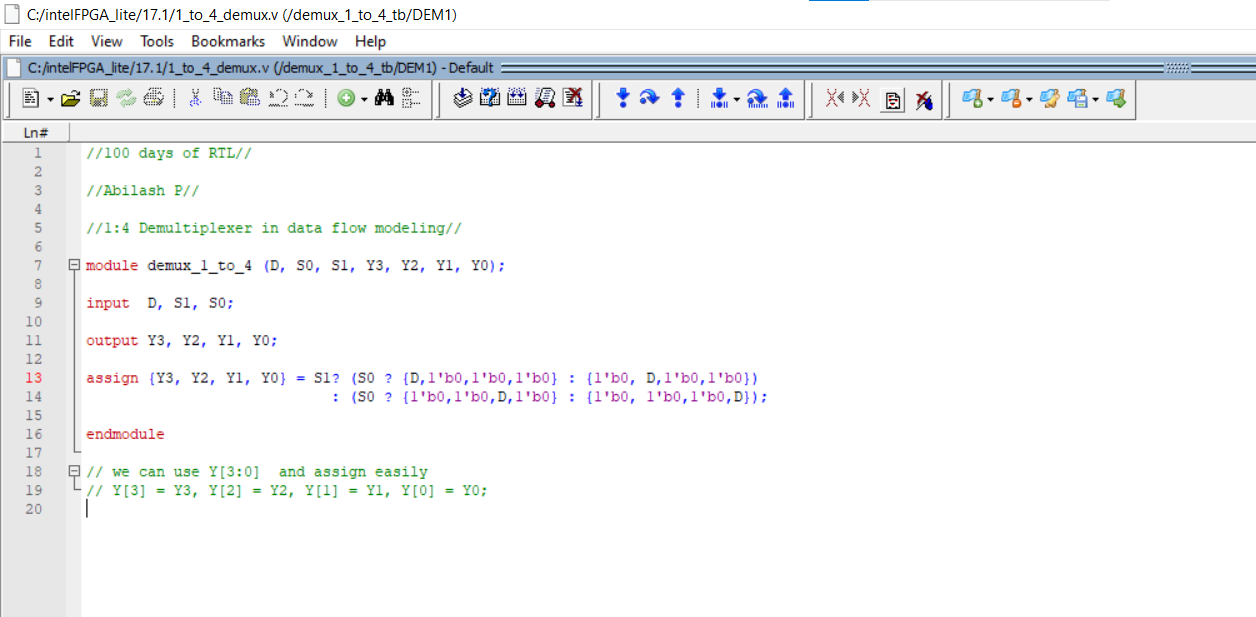 C:/intelFPGA_lite/17.1/1_to_4_demux.v (/demux_1_to_4_tb/DEM1)
File Edit View Tools Bookmarks Window Help
C:/intelFPGA_lite/17.1/1_to_4_demux.v (/demux_1_to_4_tb/DEM1) - Default
Ln#
1 //100 days of RTL//
2
3 //Abilash P//
4
5 //1:4 Demultiplexer in data flow modeling//
6
7 module demux_1_to_4 (D, S0, S1, Y3, Y2, Y1, Y0);
8
9 input  D, S1, S0;
10
11 output Y3, Y2, Y1, Y0;
12
13 assign {Y3, Y2, Y1, Y0} = S1? (S0 ? {D,1'b0,1'b0,1'b0} : {1'b0, D,1'b0,1'b0})
14 : (S0 ? {1'b0,1'b0,D,1'b0} : {1'b0, 1'b0,1'b0,D});
15
16 endmodule
17
18 // we can use Y[3:0]  and assign easily
19 // Y[3] = Y3, Y[2] = Y2, Y[1] = Y1, Y[0] = Y0;
20